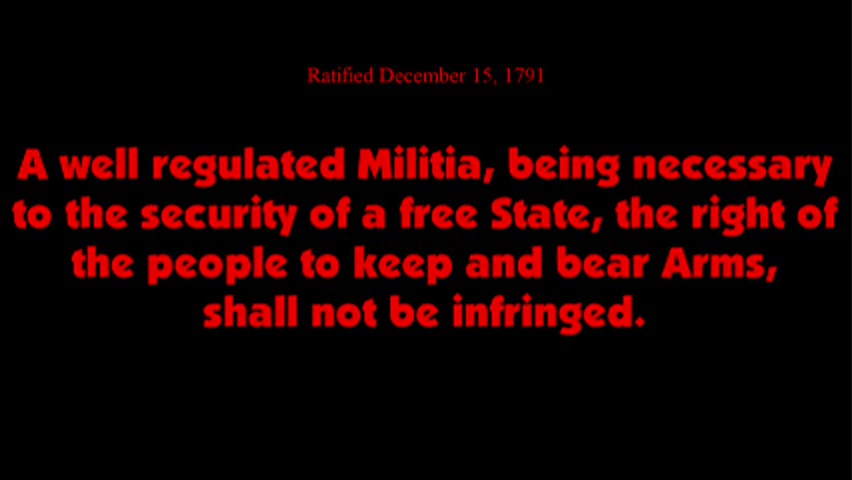 Ratified December 15, 1791
A well regulated Militia, being necessary
to the security of a free State, the right of
the people to keep and bear Arms,
shall not be infringed.